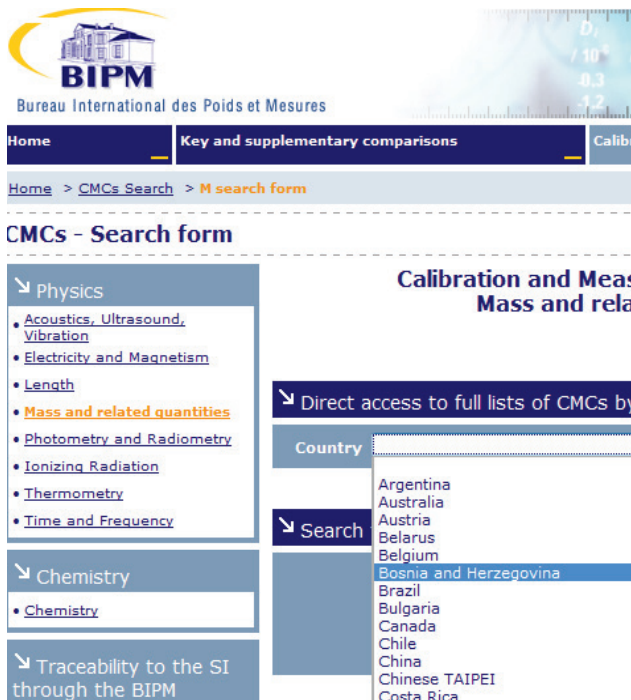 BIPM
Bureau International des Poids et Mesures
Home
Key and supplementary comparisons
Calib
Home > CMCs Search > M search form
CMCs - Search form
Physics
• Acoustics, Ultrasound,
Vibration
• Electricity and Magnetism
• Length
• Mass and related quantities
• Photometry and Radiometry
• Ionizing Radiation
• Thermometry
• Time and Frequency
Chemistry
• Chemistry
Traceability to the SI
through the BIPM
Calibration and Meas
Mass and rela
Direct access to full lists of CMCs by
Country
Argentina
Australia
Austria
Belarus
Belgium
Bosnia and Herzegovina
Brazil
Bulgaria
Canada
Chile
China
Chinese TAIPEI
Costa Rica
Search